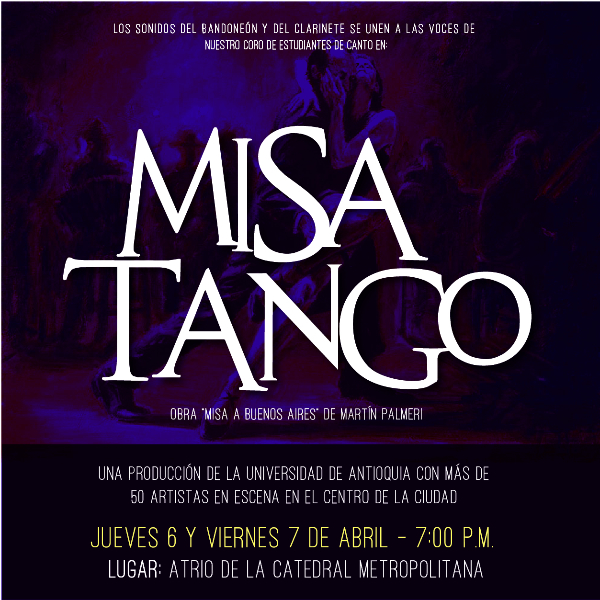 LOS SONIDOS DEL BANDONEÓN Y DEL CLARINETE SE UNEN A LAS VOCES DE
NUESTRO CORO DE ESTUDIANTES DE CANTO EN:
MISA
TANGO
OBRA "MISA A BUENOS AIRES" DE MARTÍN PALMERI
UNA PRODUCCIÓN DE LA UNIVERSIDAD DE ANTIOQUIA CON MÁS DE
50 ARTISTAS EN ESCENA EN EL CENTRO DE LA CIUDAD
JUEVES 6 Y VIERNES 7 DE ABRIL - 7:00 P.M.
LUGAR: ATRIO DE LA CATEDRAL METROPOLITANA